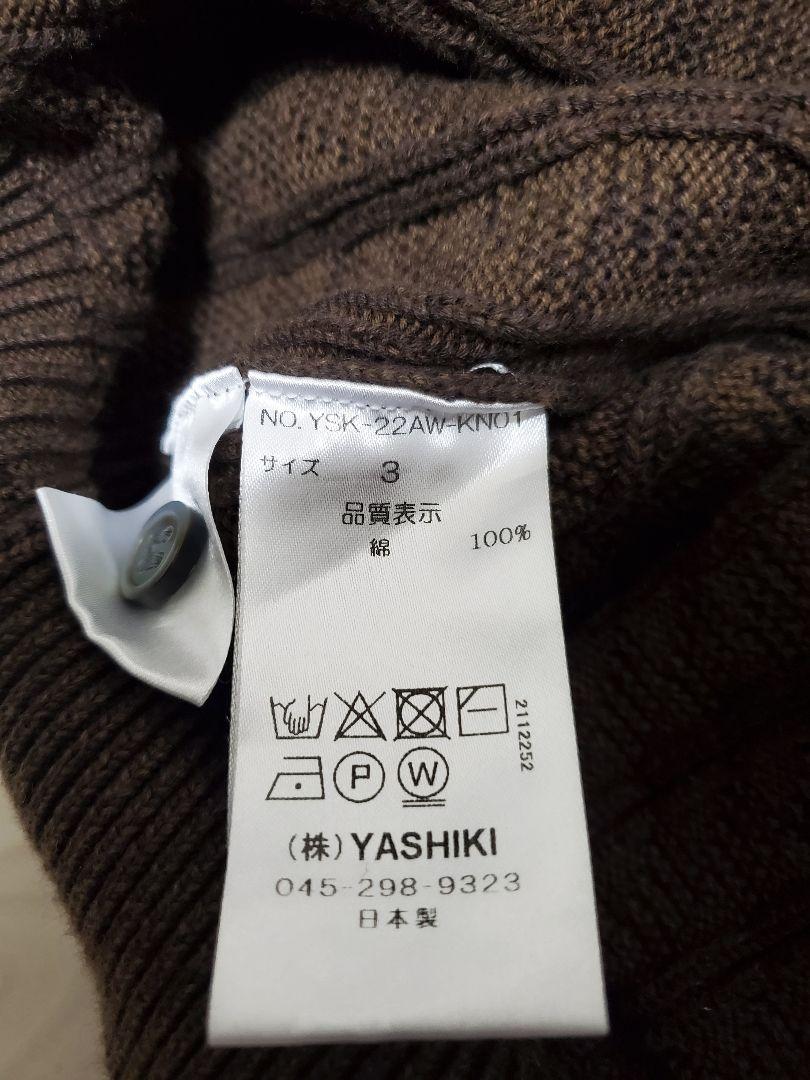 NO. YSK-22AW-KN01
サイズ 3
品質表示
綿 100%
2112252
P W
(株) YASHIKI
045-298-9323
日本製